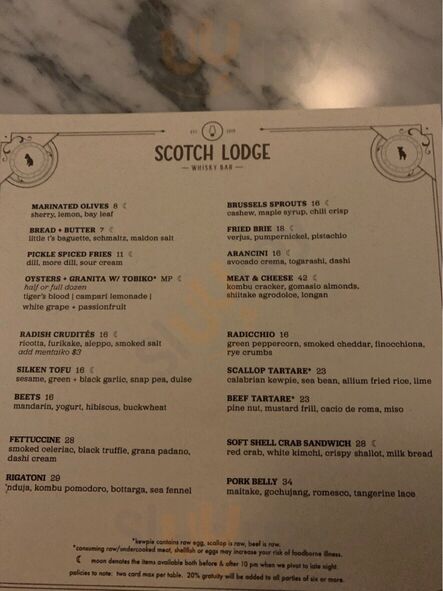 EST 2019
SCOTCH LODGE
— WHISKY BAR —
MARINATED OLIVES 8 ☾
sherry, lemon, bay leaf
BREAD + BUTTER 7 ☾
little t's baguette, schmaltz, maldon salt
PICKLE SPICED FRIES 11 ☾
dill, more dill, sour cream
OYSTERS + GRANITA W/ TOBIKO* MP ☾
half or full dozen
tiger's blood | campari lemonade |
white grape + passionfruit
BRUSSELS SPROUTS 16 ☾
cashew, maple syrup, chili crisp
FRIED BRIE 18 ☾
verjus, pumpernickel, pistachio
ARANCINI 16 ☾
avocado crema, togarashi, dashi
MEAT & CHEESE 42 ☾
kombu cracker, gomasio almonds,
shiitake agrodolce, longan
RADISH CRUDITÉS 16 ☾
ricotta, furikake, aleppo, smoked salt
add mentaiko $3
SILKEN TOFU 16 ☾
sesame, green + black garlic, snap pea, dulse
BEETS 16
mandarin, yogurt, hibiscus, buckwheat
RADICCHIO 16
green peppercorn, smoked cheddar, finocchiona,
rye crumbs
SCALLOP TARTARE* 23
calabrian kewpie, sea bean, allium fried rice, lime
BEEF TARTARE* 23
pine nut, mustard frill, cacio de roma, miso
FETTUCCINE 28
smoked celeriac, black truffle, grana padano,
dashi cream
RIGATONI 29
'nduja, kombu pomodoro, bottarga, sea fennel
SOFT SHELL CRAB SANDWICH 28 ☾
red crab, white kimchi, crispy shallot, milk bread
PORK BELLY 34
maitake, gochujang, romesco, tangerine lace
*kewpie contains raw egg, scallop is raw, beef is raw.
*consuming raw/undercooked meat, shellfish or eggs may increase your risk of foodborne illness.
☾ moon denotes the items available both before & after 10 pm when we pivot to late night.
policies to note: two card max per table. 20% gratuity will be added to all parties of six or more.